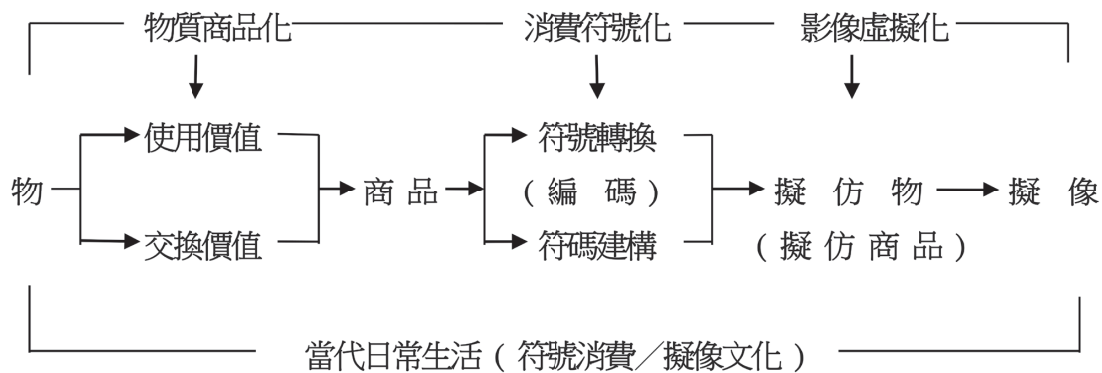 物質商品化 消費符號化 影像虛擬化
使用價值 符號轉換
物 商品 (編碼) 擬仿物 擬像
交換價值 符碼建構 (擬仿商品)
當代日常生活(符號消費／擬像文化)